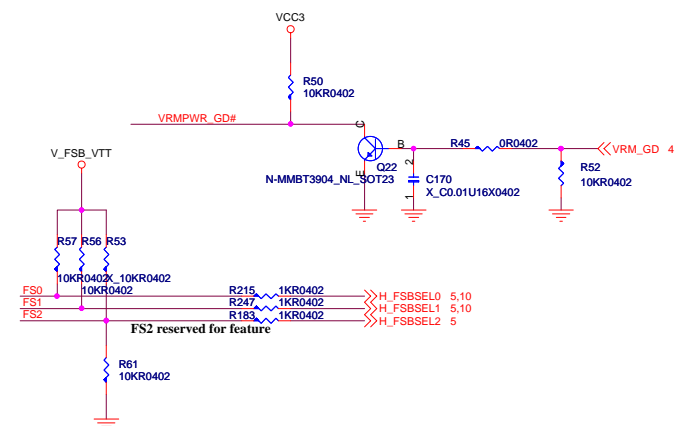 VCC3
R50
10KR0402
VRMPWR_GD#
C
B
E
Q22
N-MMBT3904_NL_SOT23
R45
0R0402
VRM_GD 4
R52
10KR0402
2
1
C170
X_C0.01U16X0402
V_FSB_VTT
R57
R56
R53
10KR0402
X_10KR0402
10KR0402
FS0
R215
1KR0402
H_FSBSEL0 5,10
FS1
R247
1KR0402
H_FSBSEL1 5,10
FS2
R183
1KR0402
H_FSBSEL2 5
FS2 reserved for feature
R61
10KR0402